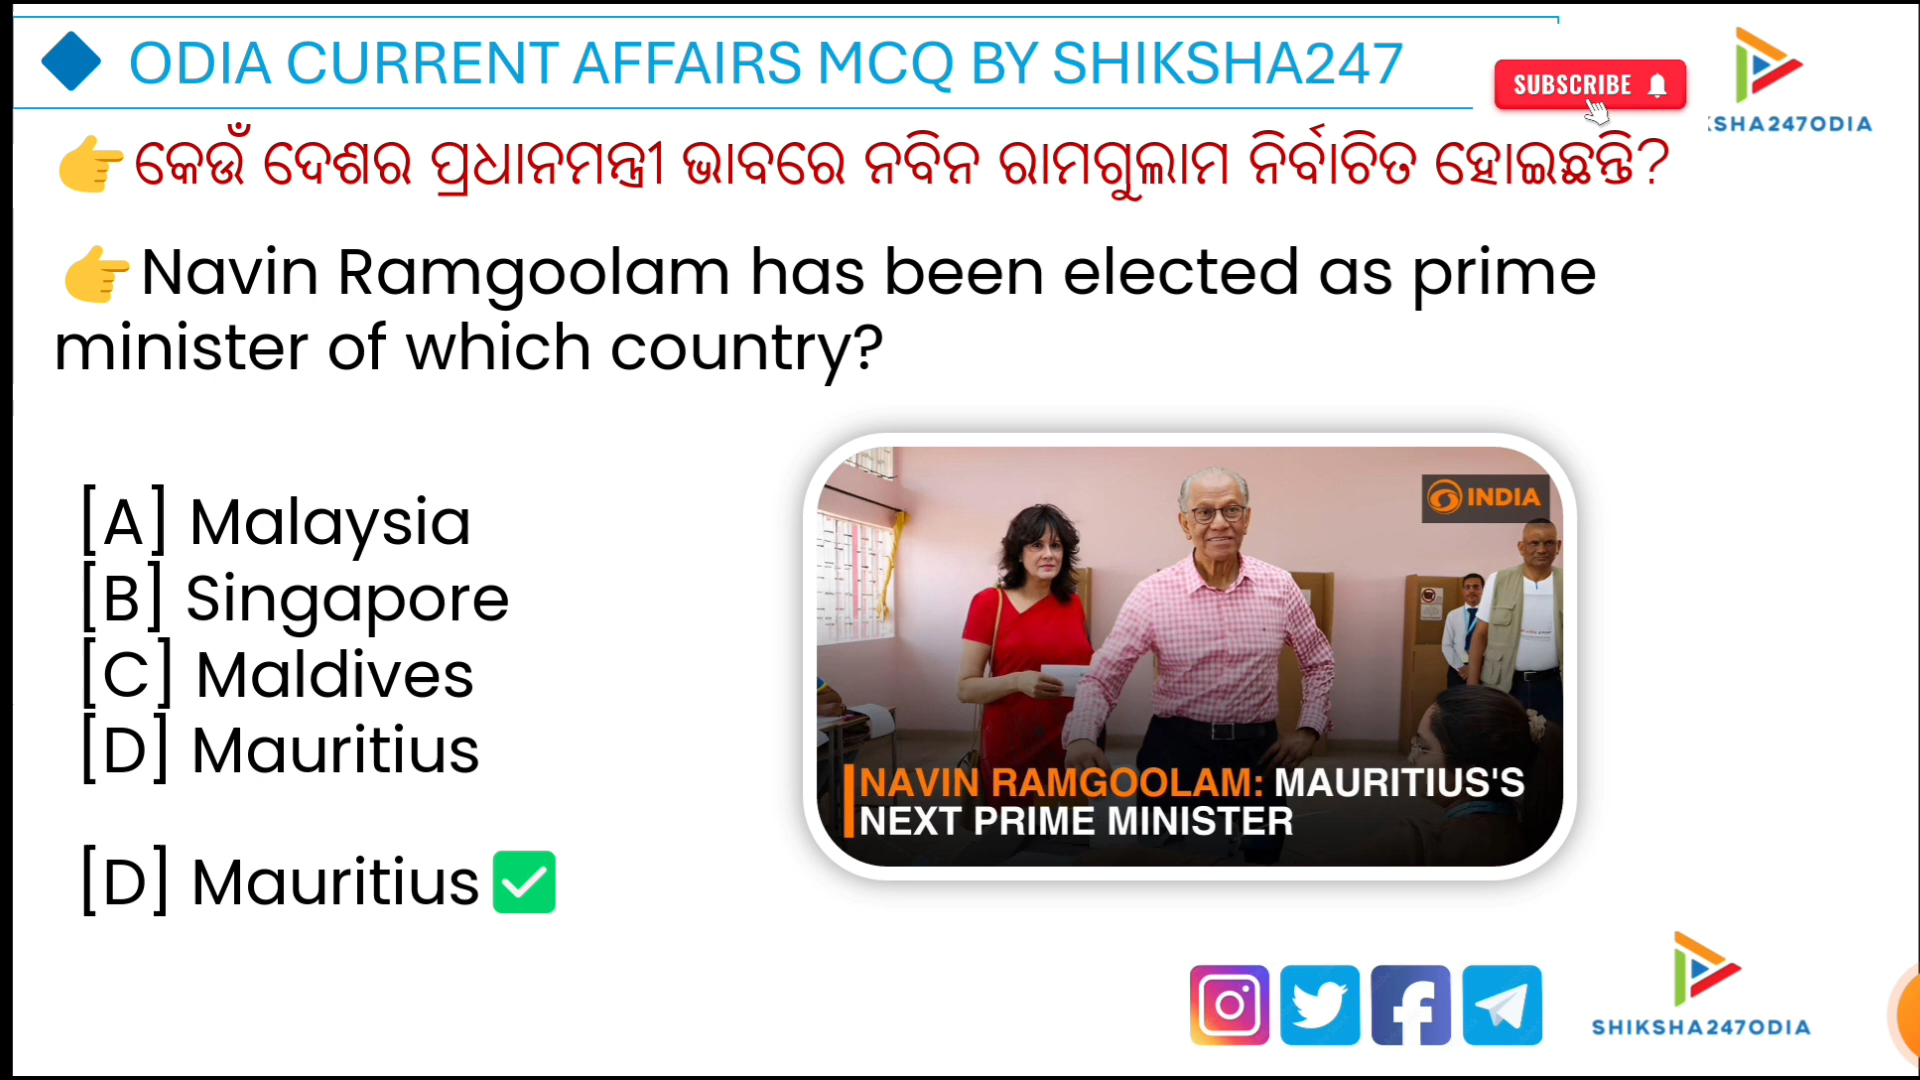 ODIA CURRENT AFFAIRS MCQ BY SHIKSHA247
SUBSCRIBE
SHA247ODIA
କେଉଁ ଦେଶର ପ୍ରଧାନମନ୍ତ୍ରୀ ଭାବରେ ନବିନ ରାମଗୁଲାମ ନିର୍ବାଚିତ ହୋଇଛନ୍ତି?
Navin Ramgoolam has been elected as prime
minister of which country?
[A] Malaysia
[B] Singapore
[C] Maldives
[D] Mauritius
[D] Mauritius
INDIA
NAVIN RAMGOOLAM: MAURITIUS'S
NEXT PRIME MINISTER
SHIKSHA247ODIA